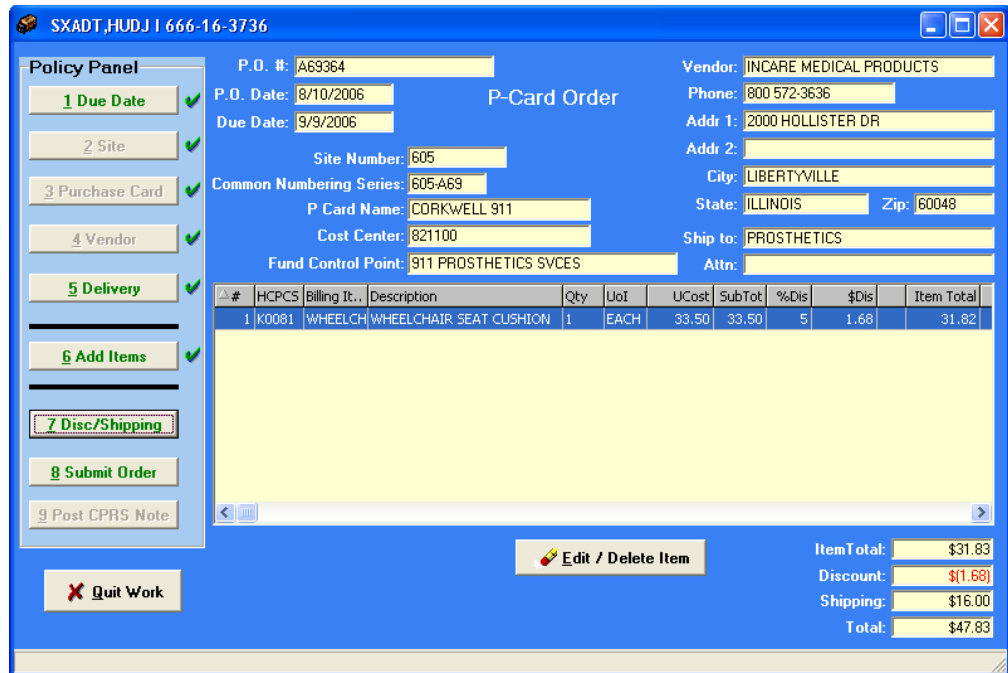 SXADT,HUDJ I 666-16-3736
Policy Panel
1 Due Date
2 Site
3 Purchase Card
4 Vendor
5 Delivery
6 Add Items
7 Disc/Shipping
8 Submit Order
9 Post CPRS Note
Quit Work
P.O. #: A69364
P.O. Date: 8/10/2006
P-Card Order
Due Date: 9/9/2006
Site Number: 605
Common Numbering Series: 605-A69
P Card Name: CORKWELL 911
Cost Center: 821100
Fund Control Point: 911 PROSTHETICS SVCES
Vendor: INCARE MEDICAL PRODUCTS
Phone: 800 572-3636
Addr 1: 2000 HOLLISTER DR
Addr 2:
City: LIBERTYVILLE
State: ILLINOIS Zip: 60048
Ship to: PROSTHETICS
Attn:
# HCPCS Billing It.. Description Qty UoI UCost SubTot %Dis $Dis Item Total
1 K0081 WHEELCH WHEELCHAIR SEAT CUSHION 1 EACH 33.50 33.50 5 1.68 31.82
Edit / Delete Item
ItemTotal: $31.83
Discount: $(1.68)
Shipping: $16.00
Total: $47.83